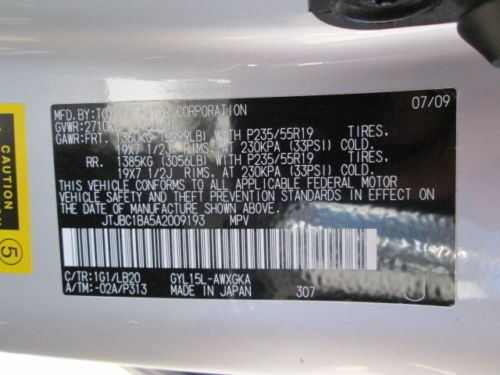 MFD.BY: MOTOR CORPORATION 07/09
GVWR:2710
GAWR:FRT. 1360KG (2999LB) WITH P235/55R19 TIRES.
19X7 1/2J RIMS. AT 230KPA (33PSI) COLD.
RR. 1385KG (3056LB) WITH P235/55R19 TIRES.
19X7 1/2J RIMS. AT 230KPA (33PSI) COLD.
THIS VEHICLE CONFORMS TO ALL APPLICABLE FEDERAL MOTOR
VEHICLE SAFETY AND THEFT PREVENTION STANDARDS IN EFFECT
ON THE DATE OF MANUFACTURE SHOWN ABOVE.
JTJBC1BA5A2009193 MPV
C/TR:1G1/LB20 GYL15L-AWXGKA
A/TM:-02A/P313 MADE IN JAPAN 307
CAUTION
5